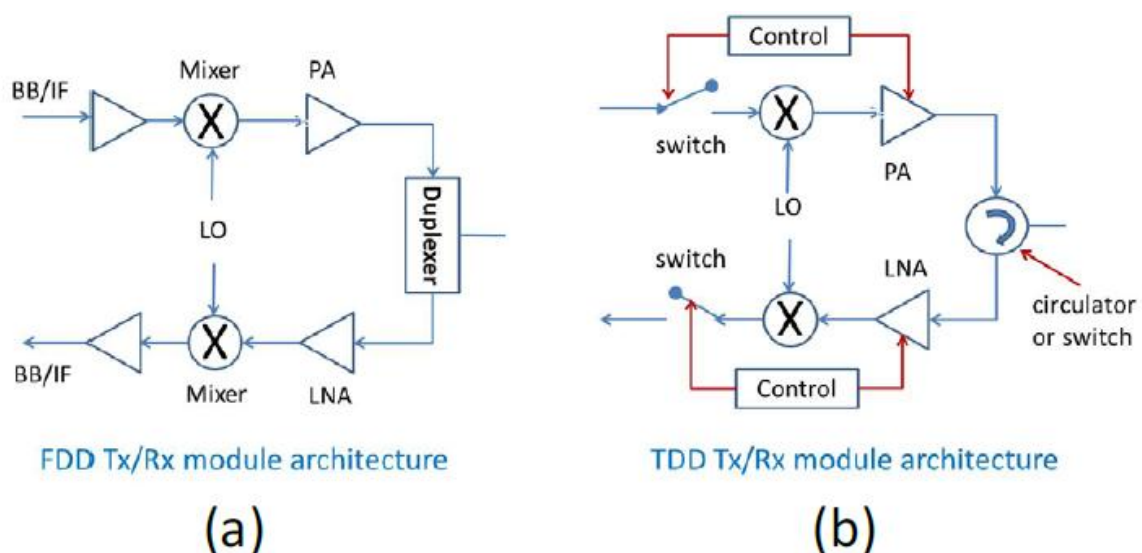 Mixer
PA
BB/IF
X
LO
Duplexer
X
BB/IF
Mixer
LNA
FDD Tx/Rx module architecture
(a)
Control
X
switch
PA
LO
switch
LNA
X
circulator
or switch
Control
TDD Tx/Rx module architecture
(b)